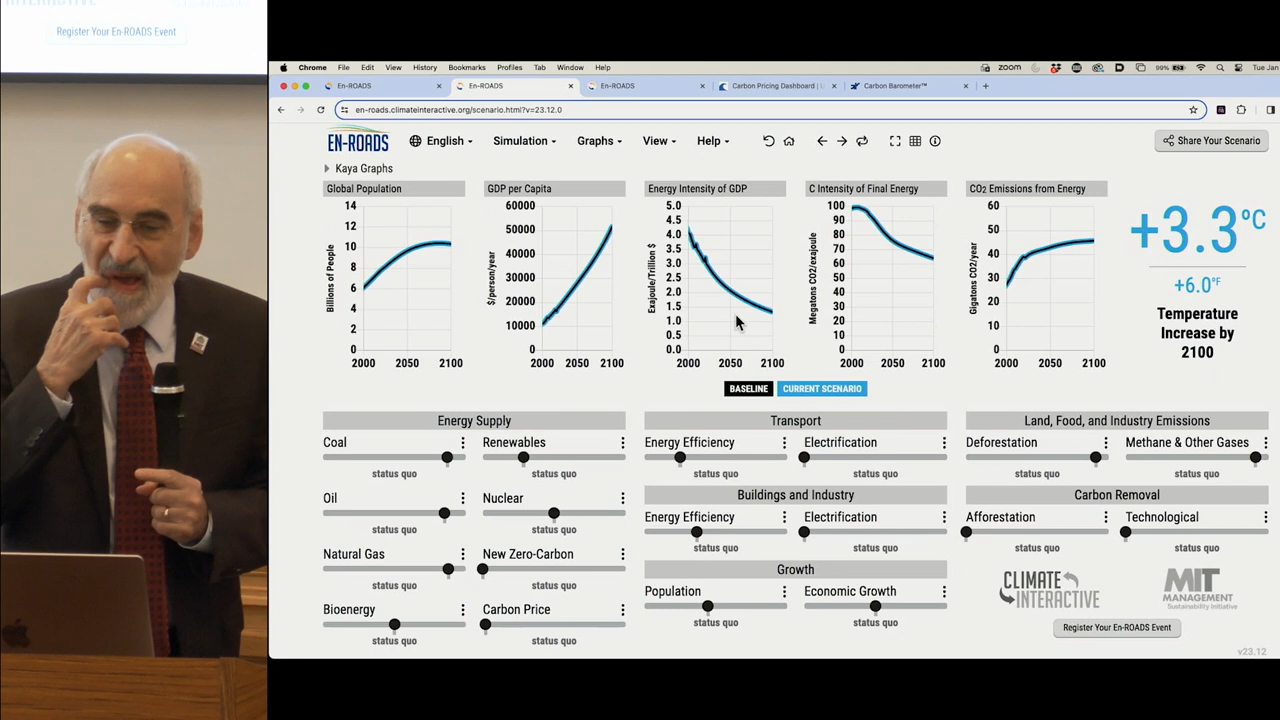 Register Your En-ROADS Event
Chrome File Edit View History Bookmarks Profiles Tab Window Help
zoom 99% Tue Jan
En-ROADS × En-ROADS × En-ROADS × Carbon Pricing Dashboard | × Carbon Barometer™ × +
en-roads.climateinteractive.org/scenario.html?v=23.12.0
EN-ROADS English Simulation Graphs View Help Share Your Scenario
Kaya Graphs
Global Population GDP per Capita Energy Intensity of GDP C Intensity of Final Energy CO2 Emissions from Energy
Billions of People
14
12
10
8
6
4
2
0
2000 2050 2100
$/person/year
60000
50000
40000
30000
20000
10000
0
2000 2050 2100
Exajoule/Trillion $
5.0
4.5
4.0
3.5
3.0
2.5
2.0
1.5
1.0
0.5
0.0
2000 2050 2100
Megtons CO2/exajoule
100
90
80
70
60
50
40
30
20
10
0
2000 2050 2100
Gigatons CO2/year
60
50
40
30
20
10
0
2000 2050 2100
+3.3°C
+6.0°F
Temperature
Increase by
2100
BASELINE CURRENT SCENARIO
Energy Supply
Coal Renewables
status quo status quo
Oil Nuclear
status quo status quo
Natural Gas New Zero-Carbon
status quo status quo
Bioenergy Carbon Price
status quo status quo
Transport
Energy Efficiency Electrification
status quo status quo
Buildings and Industry
Energy Efficiency Electrification
status quo status quo
Growth
Population Economic Growth
status quo status quo
Land, Food, and Industry Emissions
Deforestation Methane & Other Gases
status quo status quo
Carbon Removal
Afforestation Technological
status quo status quo
CLIMATE
INTERACTIVE
MIT
MANAGEMENT
Sustainability Initiative
Register Your En-ROADS Event
v23.12